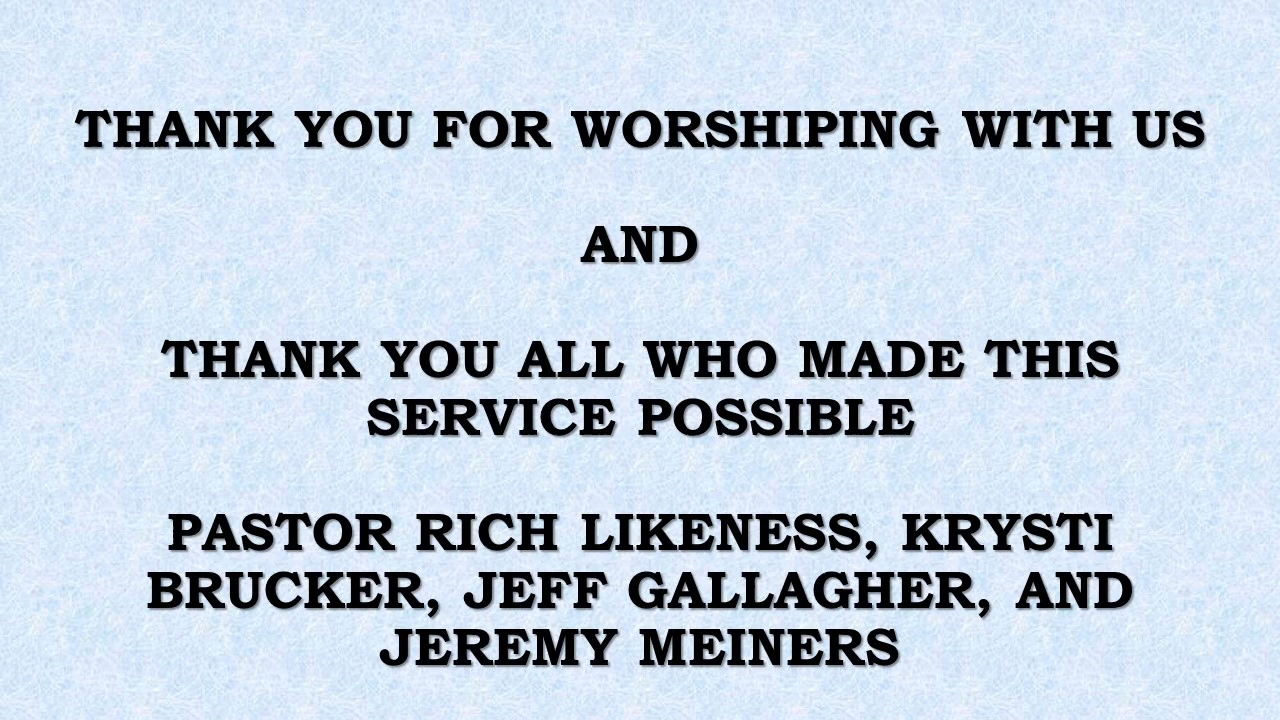 THANK YOU FOR WORSHIPING WITH US
AND
THANK YOU ALL WHO MADE THIS
SERVICE POSSIBLE
PASTOR RICH LIKENESS, KRYSTI
BRUCKER, JEFF GALLAGHER, AND
JEREMY MEINERS